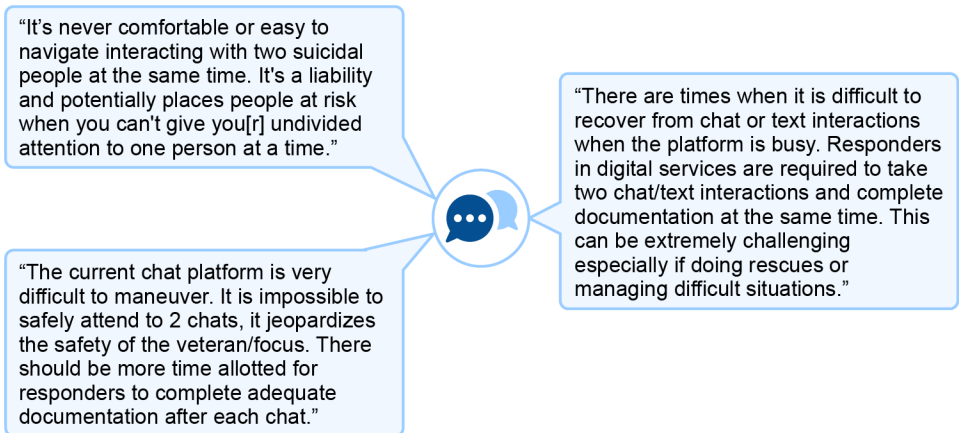 “It’s never comfortable or easy to
navigate interacting with two suicidal
people at the same time. It's a liability
and potentially places people at risk
when you can't give you[r] undivided
attention to one person at a time.”
“There are times when it is difficult to
recover from chat or text interactions
when the platform is busy. Responders
in digital services are required to take
two chat/text interactions and complete
documentation at the same time. This
can be extremely challenging
especially if doing rescues or
managing difficult situations.”
“The current chat platform is very
difficult to maneuver. It is impossible to
safely attend to 2 chats, it jeopardizes
the safety of the veteran/focus. There
should be more time allotted for
responders to complete adequate
documentation after each chat.”